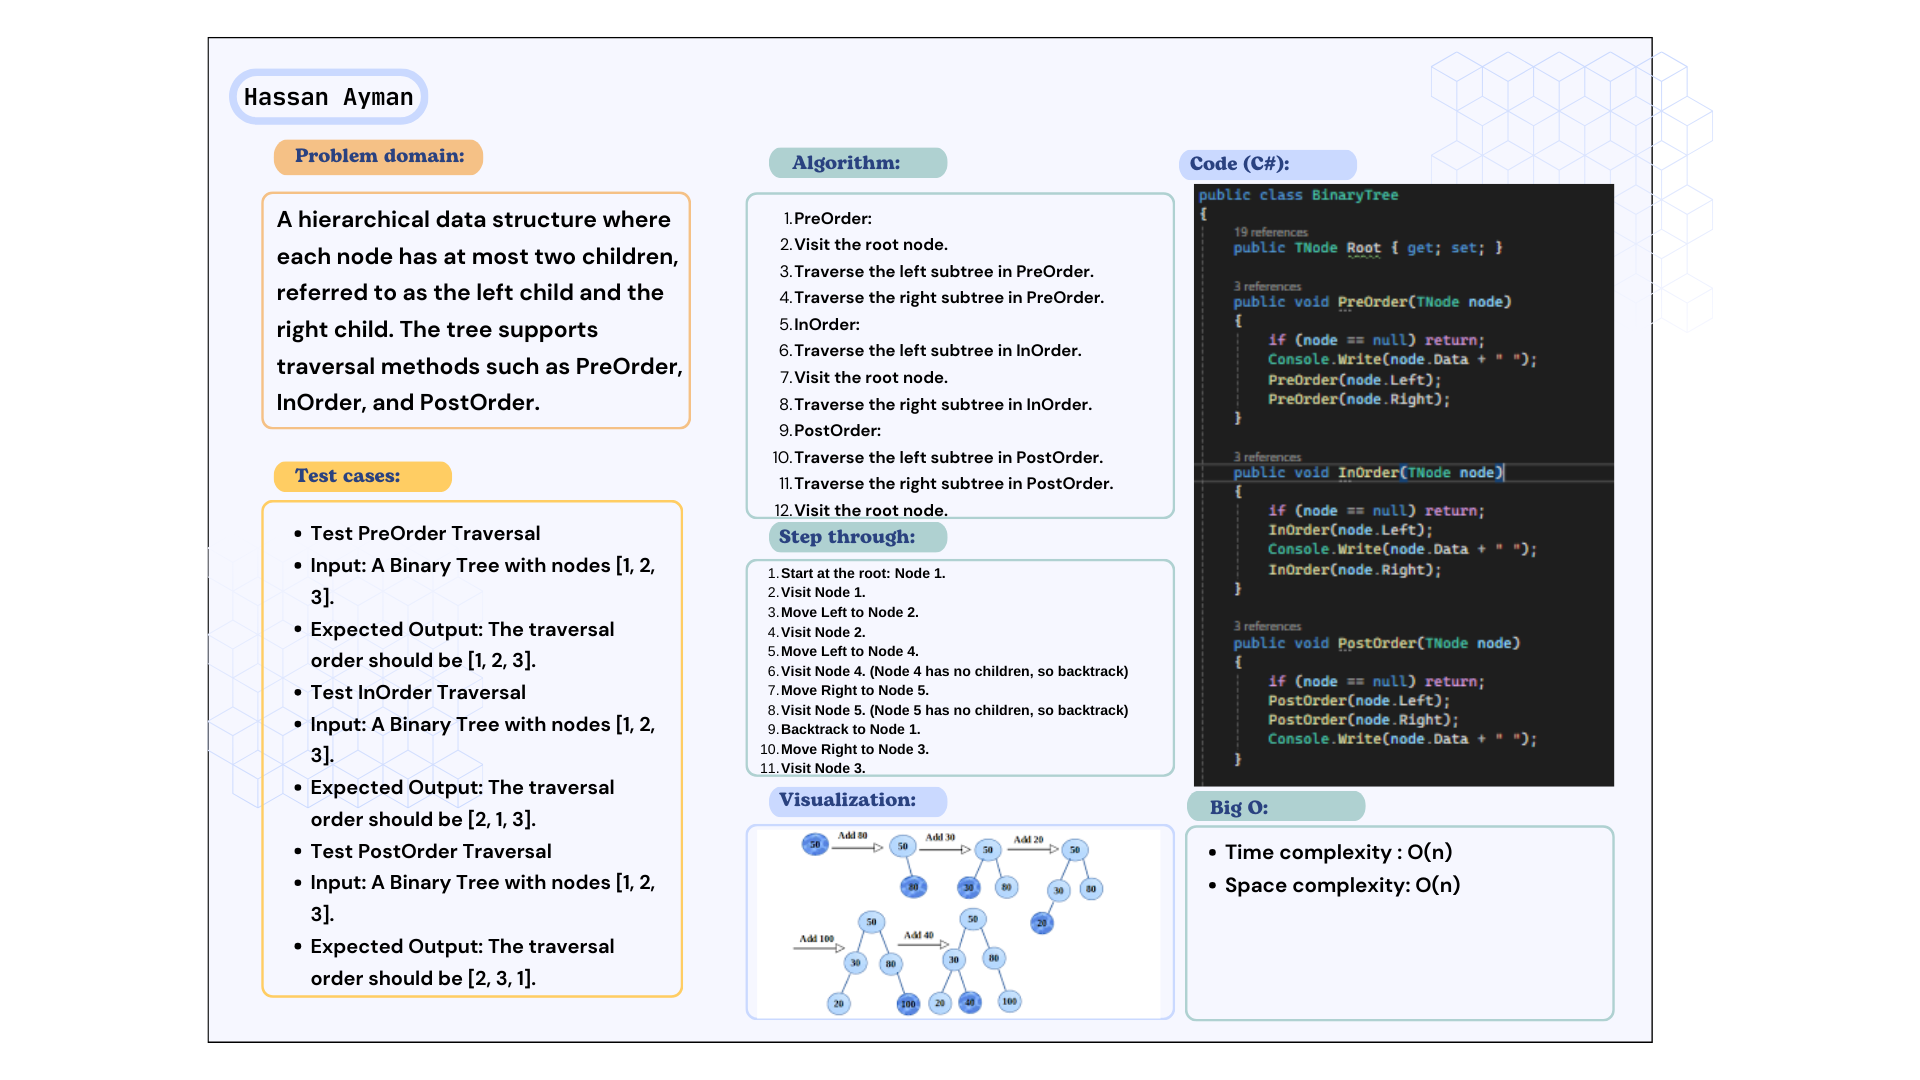 Hassan Ayman
Problem domain:
A hierarchical data structure where
each node has at most two children,
referred to as the left child and the
right child. The tree supports
traversal methods such as PreOrder,
InOrder, and PostOrder.
Test cases:
• Test PreOrder Traversal
• Input: A Binary Tree with nodes [1, 2,
3].
• Expected Output: The traversal
order should be [1, 2, 3].
• Test InOrder Traversal
• Input: A Binary Tree with nodes [1, 2,
3].
• Expected Output: The traversal
order should be [2, 1, 3].
• Test PostOrder Traversal
• Input: A Binary Tree with nodes [1, 2,
3].
• Expected Output: The traversal
order should be [2, 3, 1].
Algorithm:
1. PreOrder:
2. Visit the root node.
3. Traverse the left subtree in PreOrder.
4. Traverse the right subtree in PreOrder.
5. InOrder:
6. Traverse the left subtree in InOrder.
7. Visit the root node.
8. Traverse the right subtree in InOrder.
9. PostOrder:
10. Traverse the left subtree in PostOrder.
11. Traverse the right subtree in PostOrder.
12. Visit the root node.
Step through:
1. Start at the root: Node 1.
2. Visit Node 1.
3. Move Left to Node 2.
4. Visit Node 2.
5. Move Left to Node 4.
6. Visit Node 4. (Node 4 has no children, so backtrack)
7. Move Right to Node 5.
8. Visit Node 5. (Node 5 has no children, so backtrack)
9. Backtrack to Node 1.
10. Move Right to Node 3.
11. Visit Node 3.
Visualization:
50 Add 80 50 Add 30 50 Add 20 50
80 30 80 30 80
20
Add 100 50 Add 40 50
30 80 30 80
20 100 20 40 100
Code (C#):
public class BinaryTree
{
19 references
public TNode Root { get; set; }
3 references
public void PreOrder(TNode node)
{
if (node == null) return;
Console.Write(node.Data + " ");
PreOrder(node.Left);
PreOrder(node.Right);
}
3 references
public void InOrder(TNode node)
{
if (node == null) return;
InOrder(node.Left);
Console.Write(node.Data + " ");
InOrder(node.Right);
}
3 references
public void PostOrder(TNode node)
{
if (node == null) return;
PostOrder(node.Left);
PostOrder(node.Right);
Console.Write(node.Data + " ");
}
Big O:
• Time complexity : O(n)
• Space complexity: O(n)